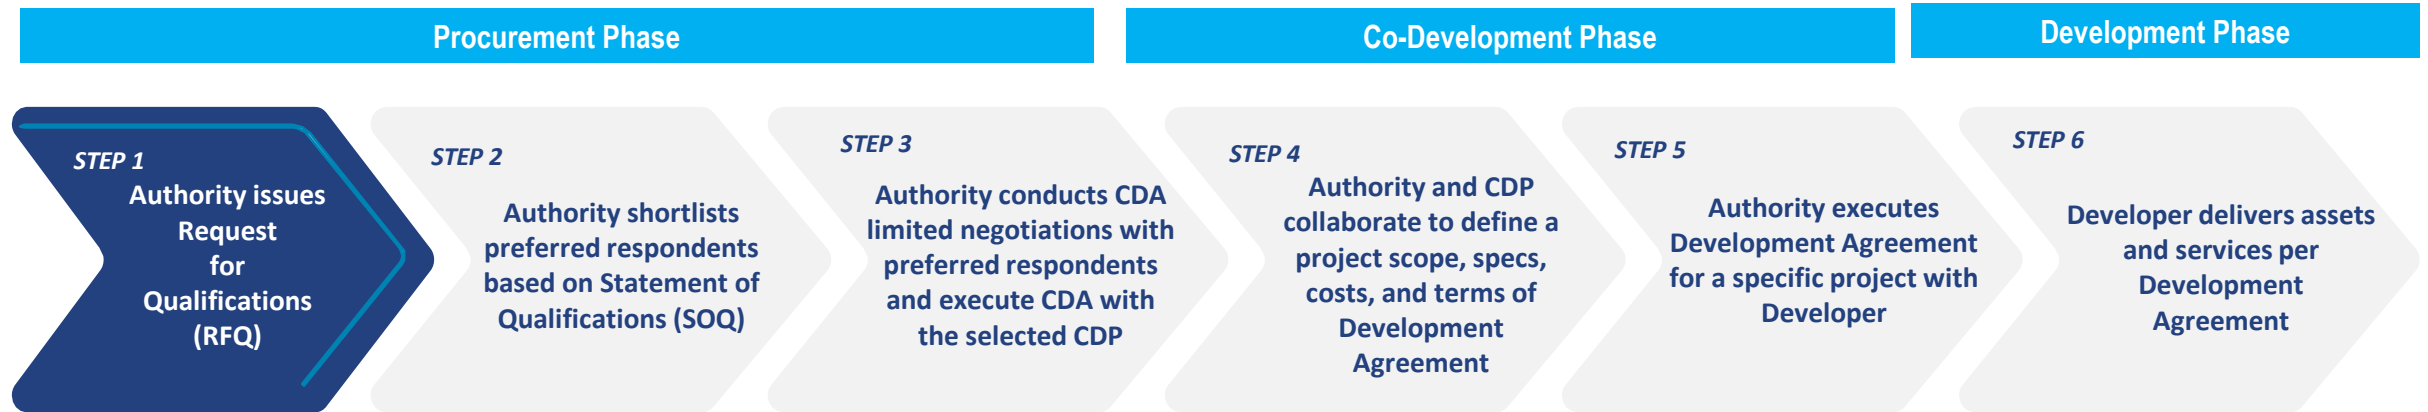 Procurement Phase
Co-Development Phase
Development Phase
STEP 1
Authority issues
Request
for
Qualifications
(RFQ)
STEP 2
Authority shortlists
preferred respondents
based on Statement of
Qualifications (SOQ)
STEP 3
Authority conducts CDA
limited negotiations with
preferred respondents
and execute CDA with
the selected CDP
STEP 4
Authority and CDP
collaborate to define a
project scope, specs,
costs, and terms of
Development
Agreement
STEP 5
Authority executes
Development Agreement
for a specific project with
Developer
STEP 6
Developer delivers assets
and services per
Development
Agreement